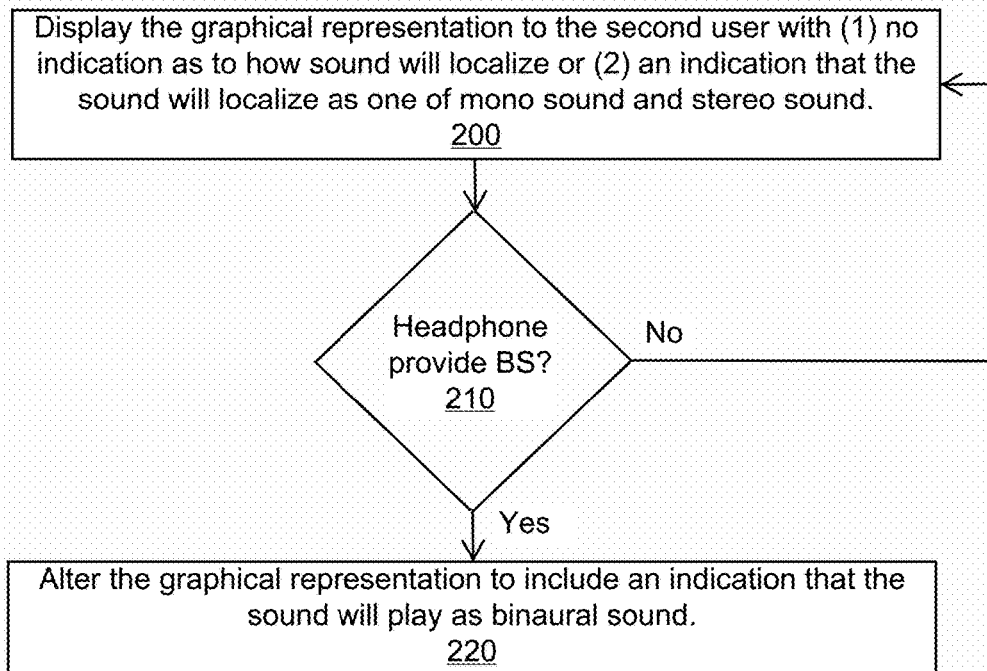 Display the graphical representation to the second user with (1) no
indication as to how sound will localize or (2) an indication that the
sound will localize as one of mono sound and stereo sound.
200
Headphone
provide BS?
210
No
Yes
Alter the graphical representation to include an indication that the
sound will play as binaural sound.
220